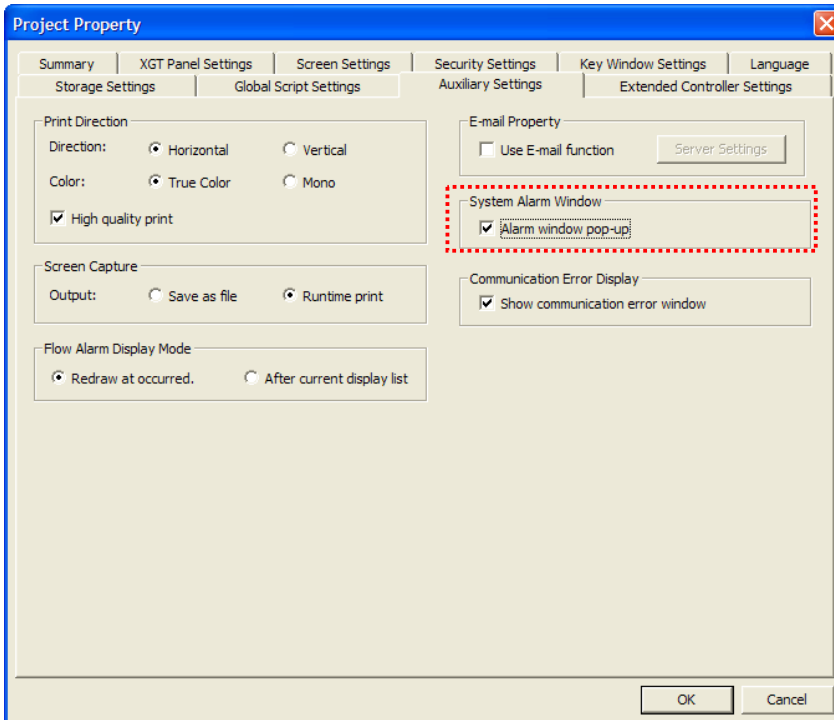 Project Property
Summary XGT Panel Settings Screen Settings Security Settings Key Window Settings Language
Storage Settings Global Script Settings Auxiliary Settings Extended Controller Settings
Print Direction
Direction: Horizontal Vertical
Color: True Color Mono
High quality print
Screen Capture
Output: Save as file Runtime print
Flow Alarm Display Mode
Redraw at occurred. After current display list
E-mail Property
Use E-mail function Server Settings
System Alarm Window
Alarm window pop-up
Communication Error Display
Show communication error window
OK Cancel